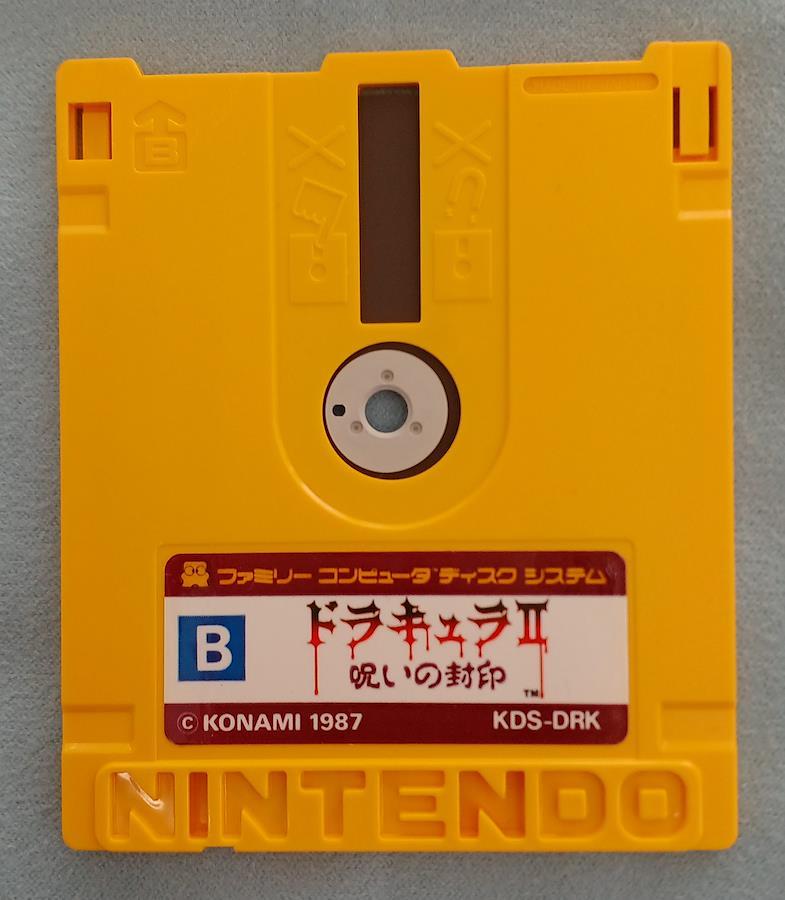 B
ファミリー コンピュータ ディスク システム
B
ドラキュラII
呪いの封印
TM
© KONAMI 1987 KDS-DRK
NINTENDO